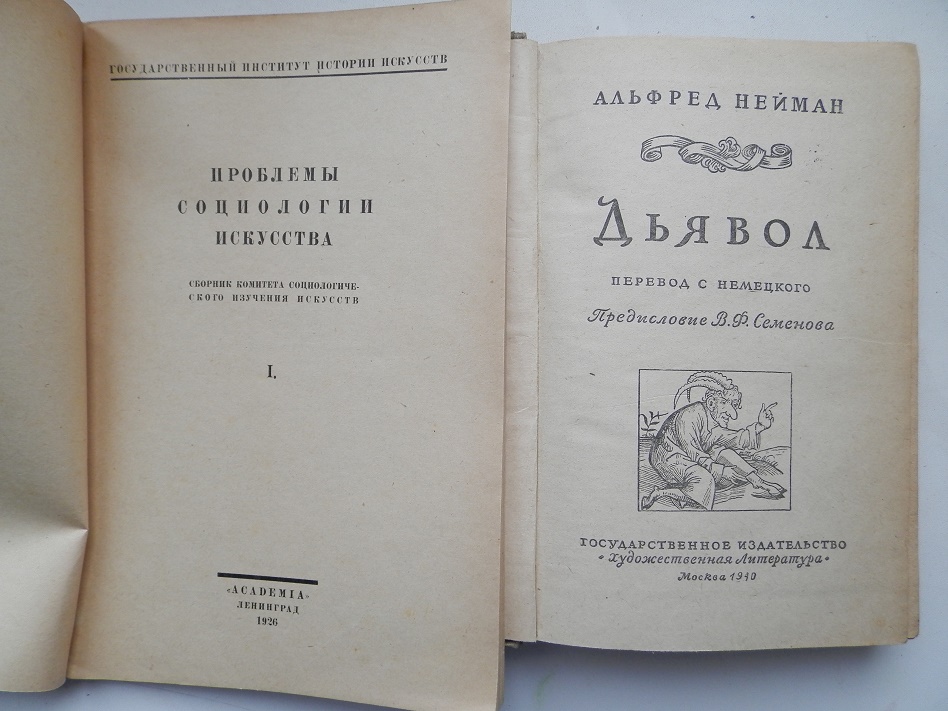 ГОСУДАРСТВЕННЫЙ ИНСТИТУТ ИСТОРИИ ИСКУССТВ
ПРОБЛЕМЫ
СОЦИОЛОГИИ
ИСКУССТВА
СБОРНИК КОМИТЕТА СОЦИОЛОГИЧЕ-
СКОГО ИЗУЧЕНИЯ ИСКУССТВ
I.
«ACADEMIA»
ЛЕНИНГРАД
1926
АЛЬФРЕД НЕЙМАН
ДЬЯВОЛ
ПЕРЕВОД С НЕМЕЦКОГО
Предисловие В.Ф. Семенова
ГОСУДАРСТВЕННОЕ ИЗДАТЕЛЬСТВО
• Художественная Литература •
Москва 1940